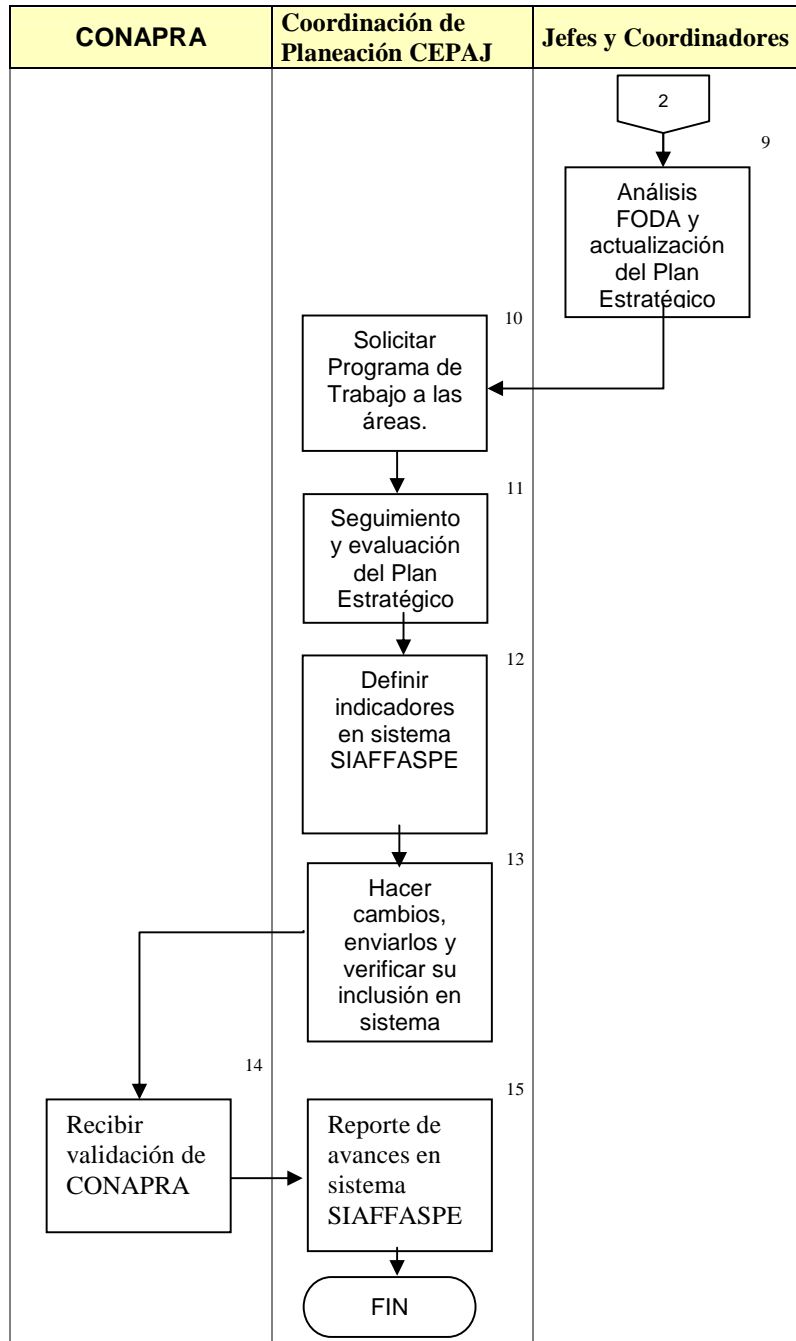 CONAPRA
Coordinación de
Planeación CEPAJ
Jefes y Coordinadores
2
9
Análisis
FODA y
actualización
del Plan
Estratégico
10
Solicitar
Programa de
Trabajo a las
áreas.
11
Seguimiento
y evaluación
del Plan
Estratégico
12
Definir
indicadores
en sistema
SIAFFASPE
13
Hacer
cambios,
enviarlos y
verificar su
inclusión en
sistema
14
Recibir
validación de
CONAPRA
15
Reporte de
avances en
sistema
SIAFFASPE
FIN